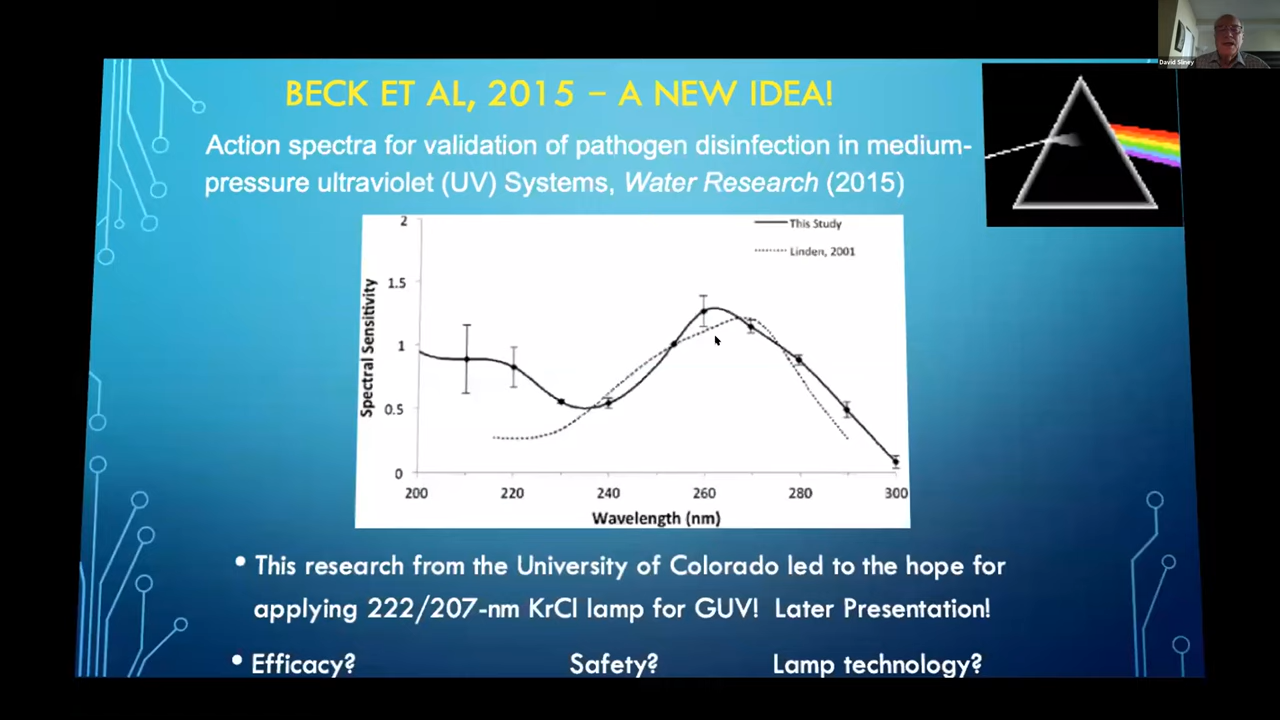 David Sliney
BECK ET AL, 2015 – A NEW IDEA!
Action spectra for validation of pathogen disinfection in medium-
pressure ultraviolet (UV) Systems, Water Research (2015)
This Study
Linden, 2001
Spectral Sensitivity
2
1.5
1
0.5
0
200 220 240 260 280 300
Wavelength (nm)
• This research from the University of Colorado led to the hope for
applying 222/207-nm KrCl lamp for GUV! Later Presentation!
• Efficacy? Safety? Lamp technology?